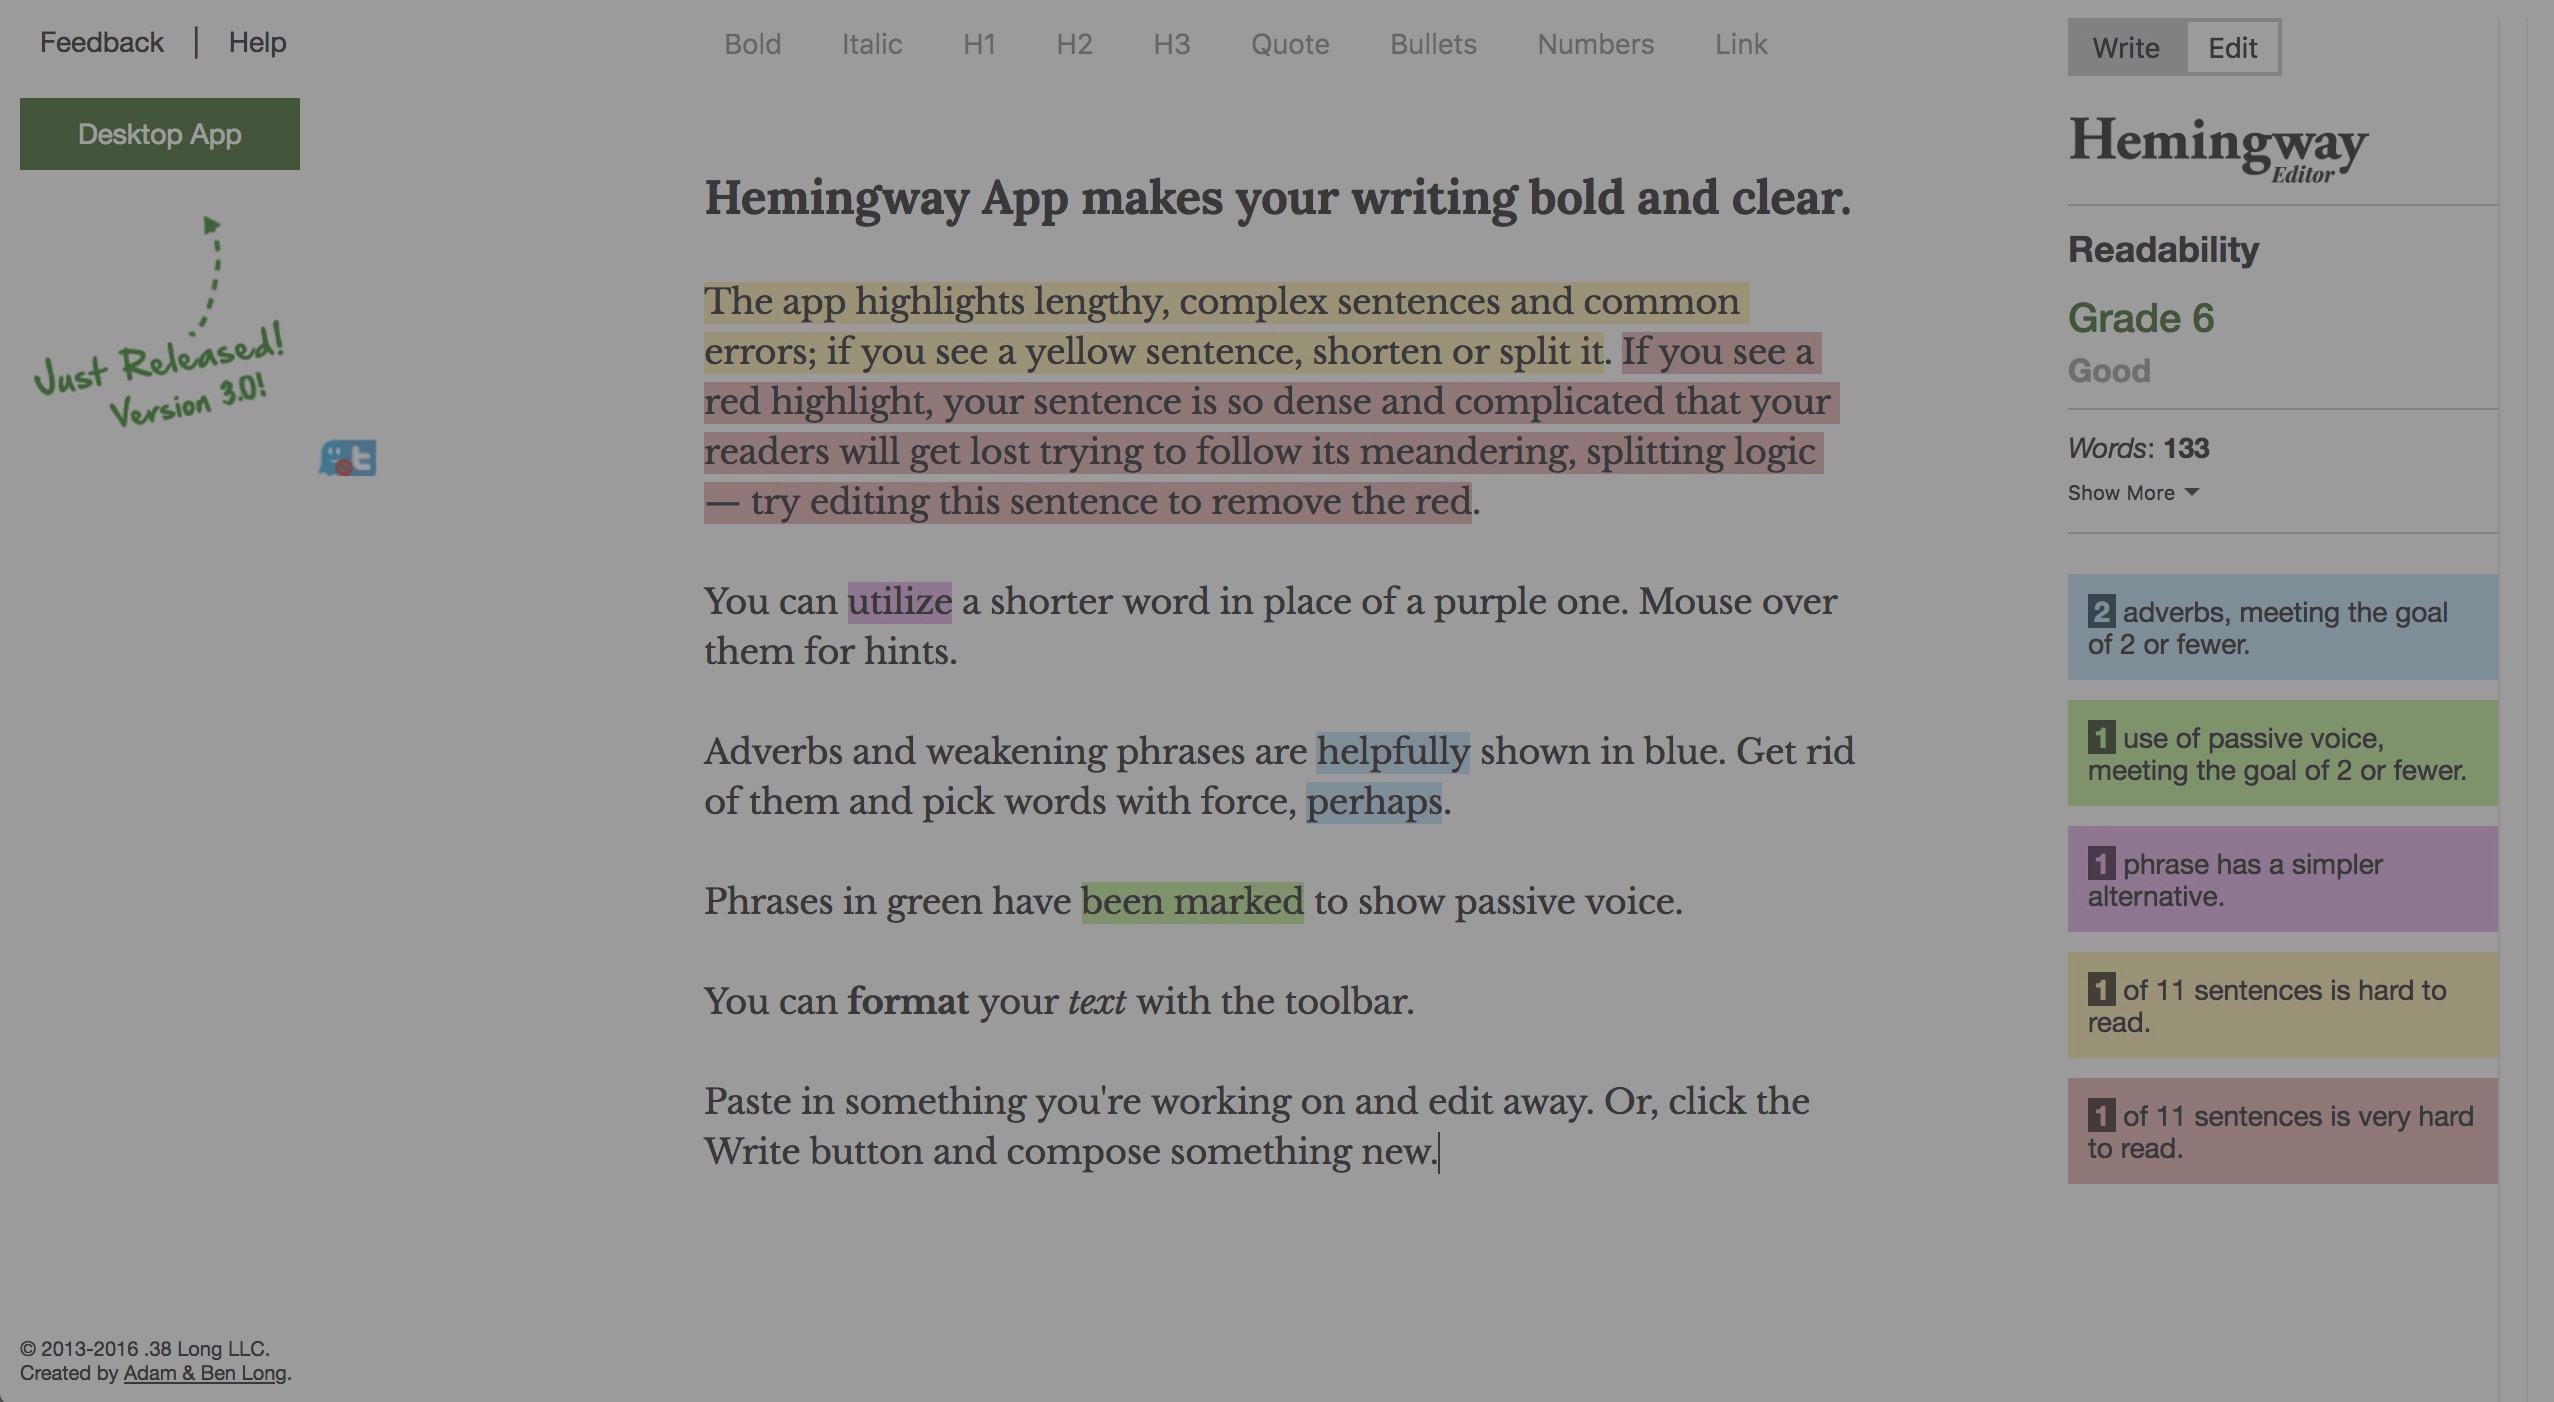 Feedback | Help
Desktop App
Just Released!
Version 3.0!
Bold Italic H1 H2 H3 Quote Bullets Numbers Link
Hemingway App makes your writing bold and clear.
The app highlights lengthy, complex sentences and common
errors; if you see a yellow sentence, shorten or split it. If you see a
red highlight, your sentence is so dense and complicated that your
readers will get lost trying to follow its meandering, splitting logic
— try editing this sentence to remove the red.
You can utilize a shorter word in place of a purple one. Mouse over
them for hints.
Adverbs and weakening phrases are helpfully shown in blue. Get rid
of them and pick words with force, perhaps.
Phrases in green have been marked to show passive voice.
You can format your text with the toolbar.
Paste in something you're working on and edit away. Or, click the
Write button and compose something new.
Write Edit
Hemingway
Editor
Readability
Grade 6
Good
Words: 133
Show More
2 adverbs, meeting the goal
of 2 or fewer.
1 use of passive voice,
meeting the goal of 2 or fewer.
1 phrase has a simpler
alternative.
1 of 11 sentences is hard to
read.
1 of 11 sentences is very hard
to read.
© 2013-2016 .38 Long LLC.
Created by Adam & Ben Long.